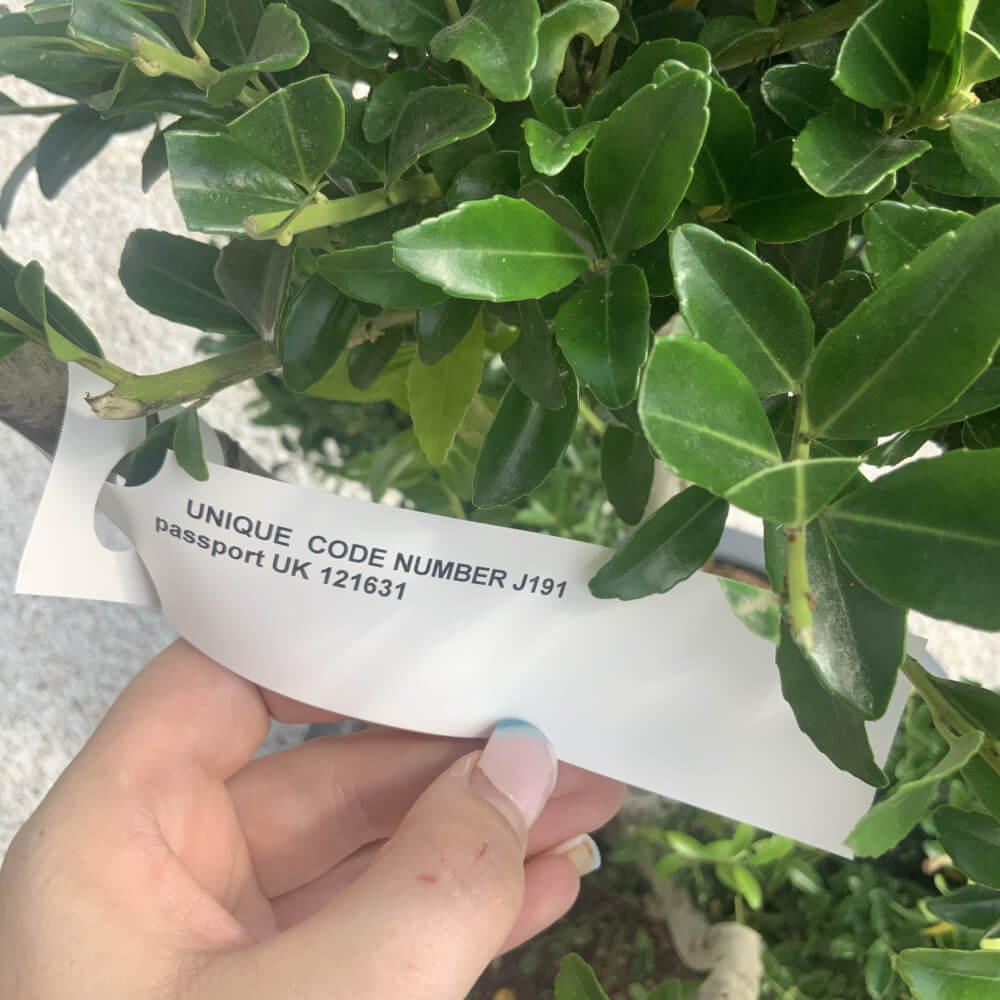 UNIQUE CODE NUMBER J191
passport UK 121631